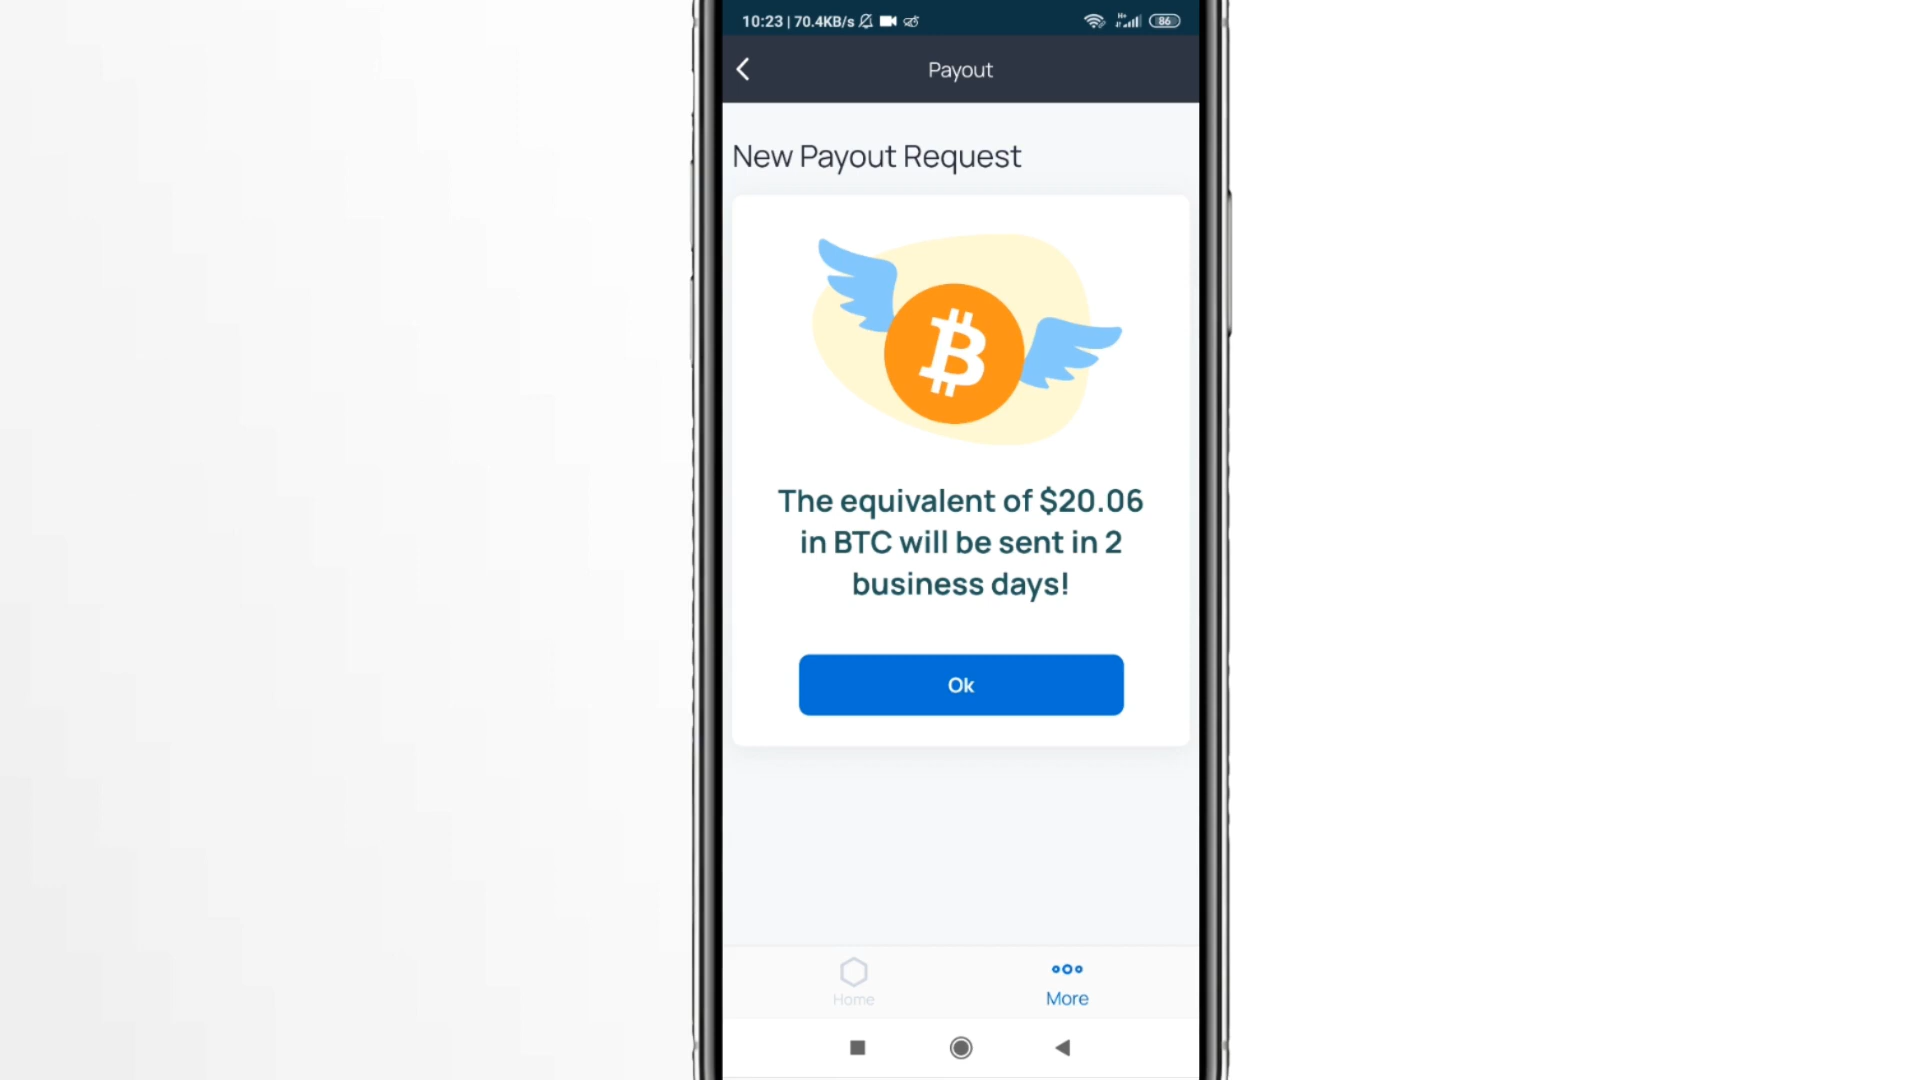 10:23 | 70.4KB/s 86
Payout
New Payout Request
The equivalent of $20.06
in BTC will be sent in 2
business days!
Ok
Home
More